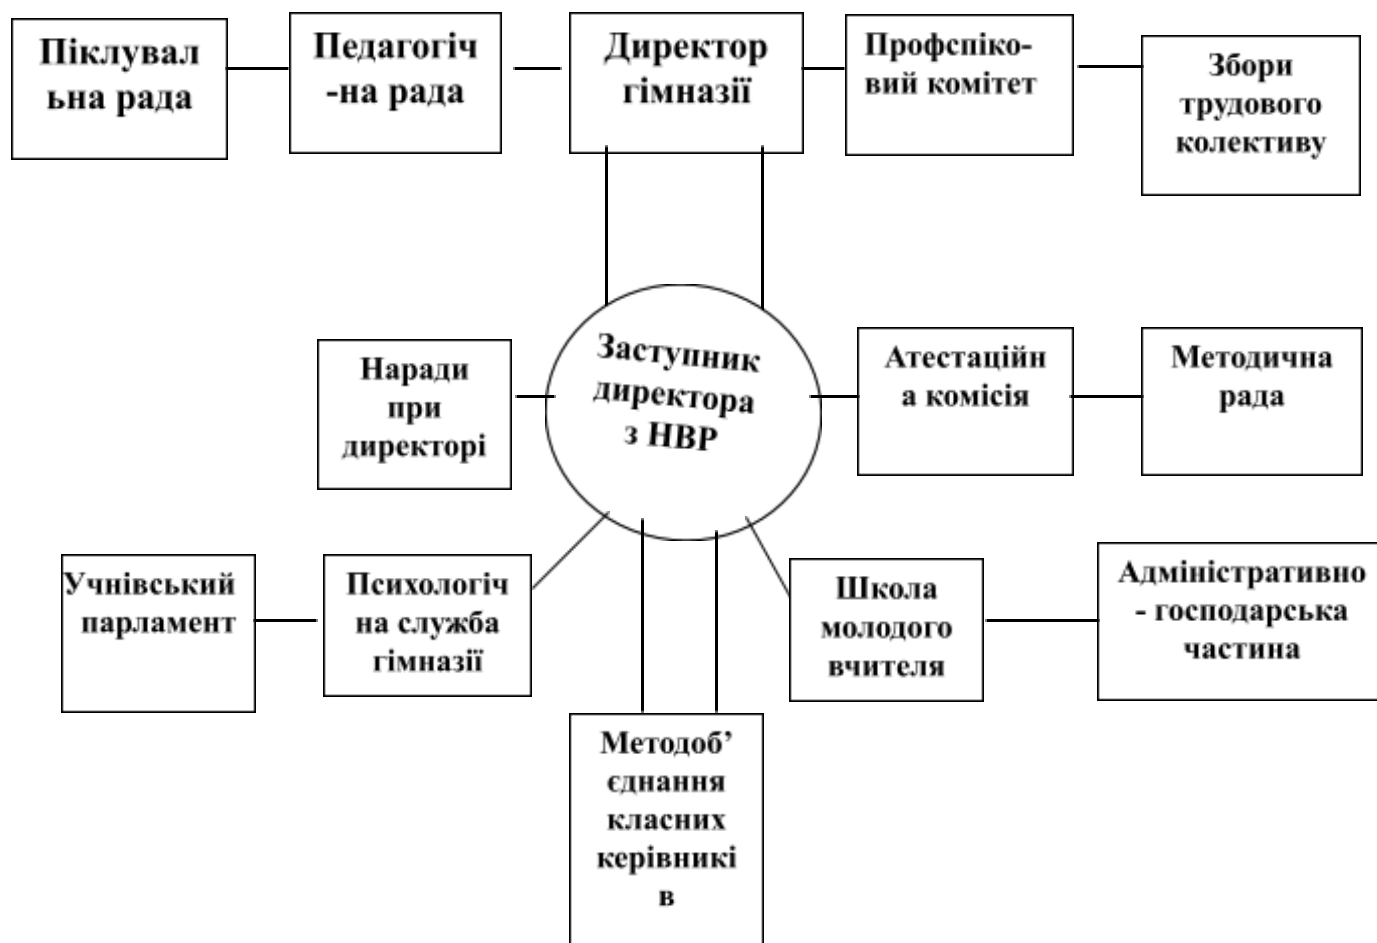 Піклувал
ьна рада
Педагогіч
-на рада
Директор
гімназії
Профспіко-
вий комітет
Збори
трудового
колективу
Наради
при
директорі
Заступник
директора
з НВР
Атестаційн
а комісія
Методична
рада
Учнівський
парламент
Психологіч
на служба
гімназії
Школа
молодого
вчителя
Адміністративно
- господарська
частина
Методоб’
єднання
класних
керівникі
в